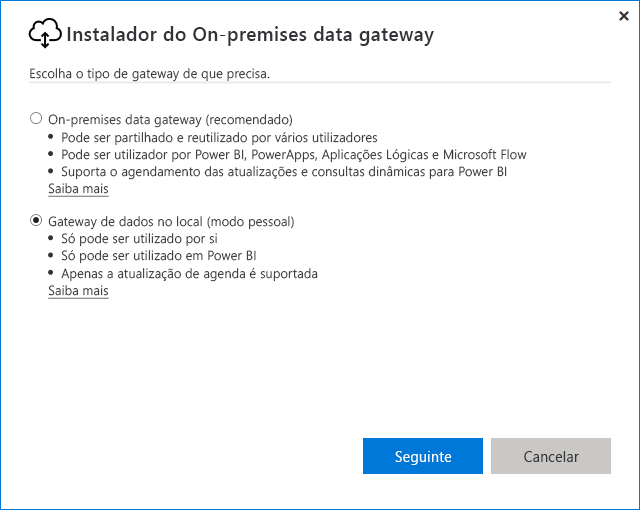 Instalador do On-premises data gateway
Escolha o tipo de gateway de que precisa.
On-premises data gateway (recomendado)
• Pode ser partilhado e reutilizado por vários utilizadores
• Pode ser utilizador por Power BI, PowerApps, Aplicações Lógicas e Microsoft Flow
• Suporta o agendamento das atualizações e consultas dinâmicas para Power BI
Saiba mais
Gateway de dados no local (modo pessoal)
• Só pode ser utilizado por si
• Só pode ser utilizado em Power BI
• Apenas a atualização de agenda é suportada
Saiba mais
Seguinte
Cancelar